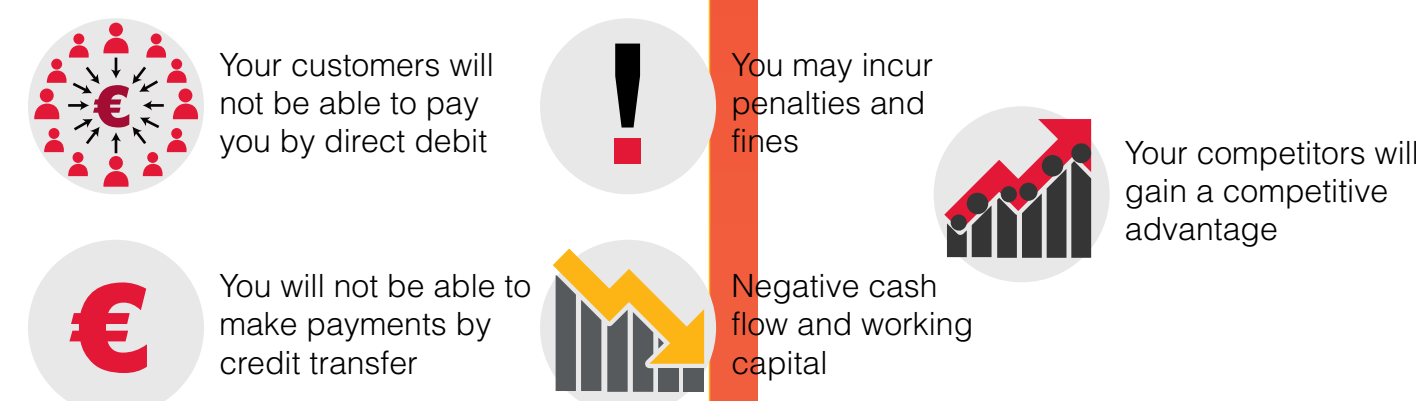 Your customers will
not be able to pay
you by direct debit
You may incur
penalties and
fines
Your competitors will
gain a competitive
advantage
You will not be able to
make payments by
credit transfer
Negative cash
flow and working
capital